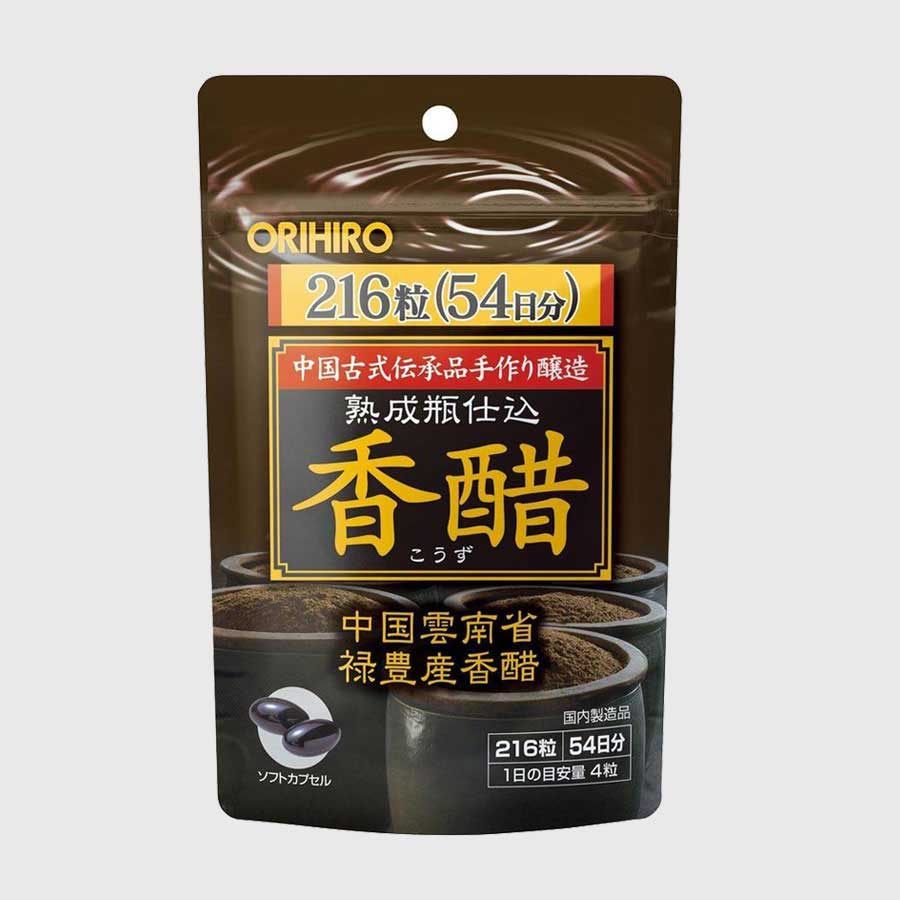 ORIHIRO
216粒(54日分)
中国古式伝承品手作り醸造
熟成瓶仕込
香醋
こうず
中国雲南省
禄豊産香醋
国内製造品
216粒 54日分
1日の目安量 4粒
ソフトカプセル